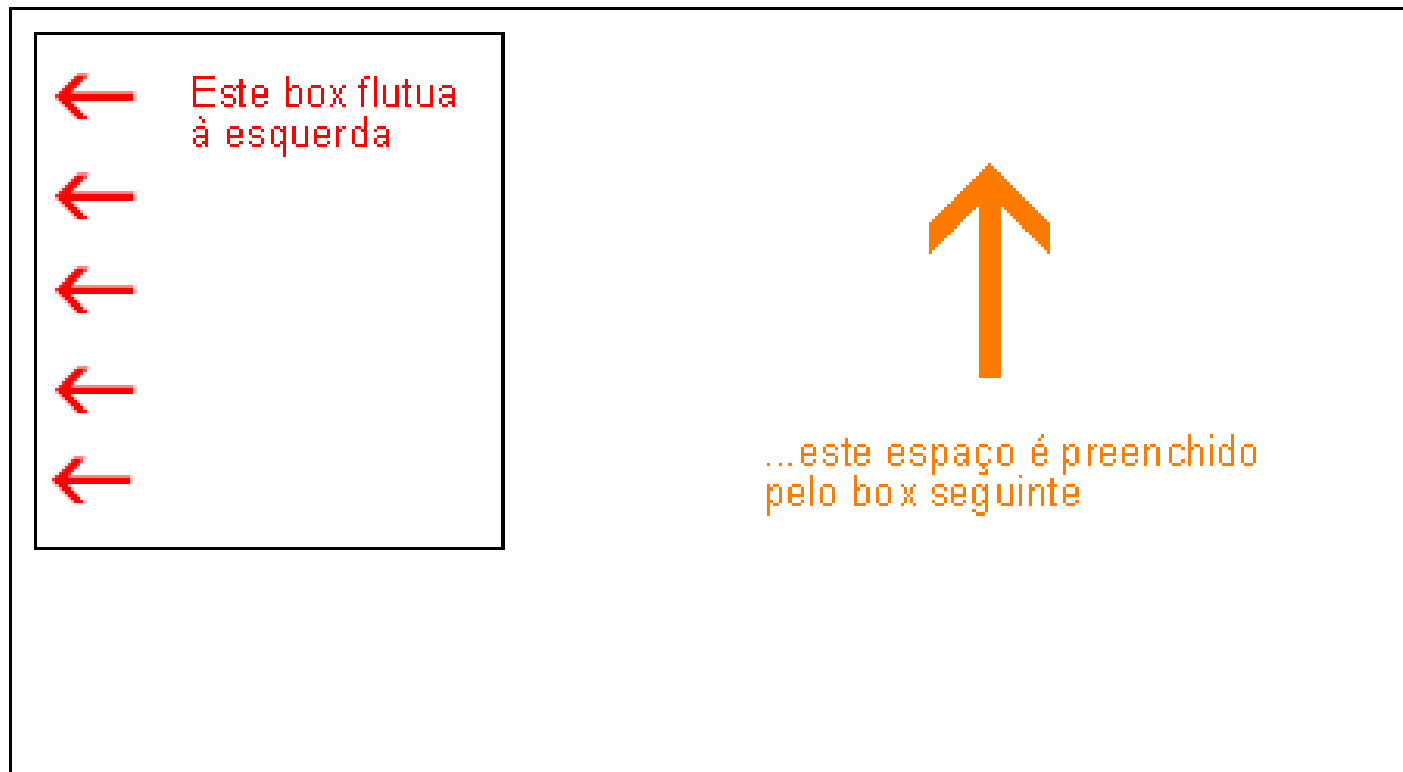 Este box flutua
à esquerda
...este espaço é preenchido
pelo box seguinte